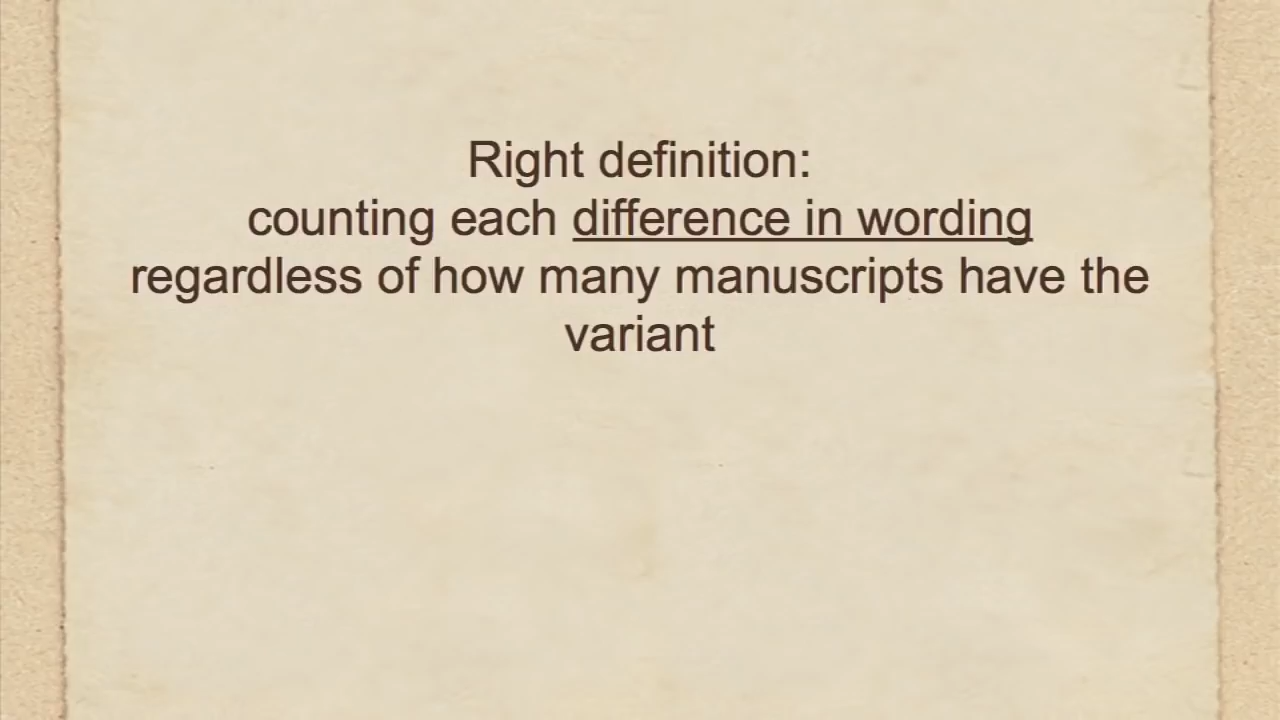 Right definition:
counting each difference in wording
regardless of how many manuscripts have the
variant